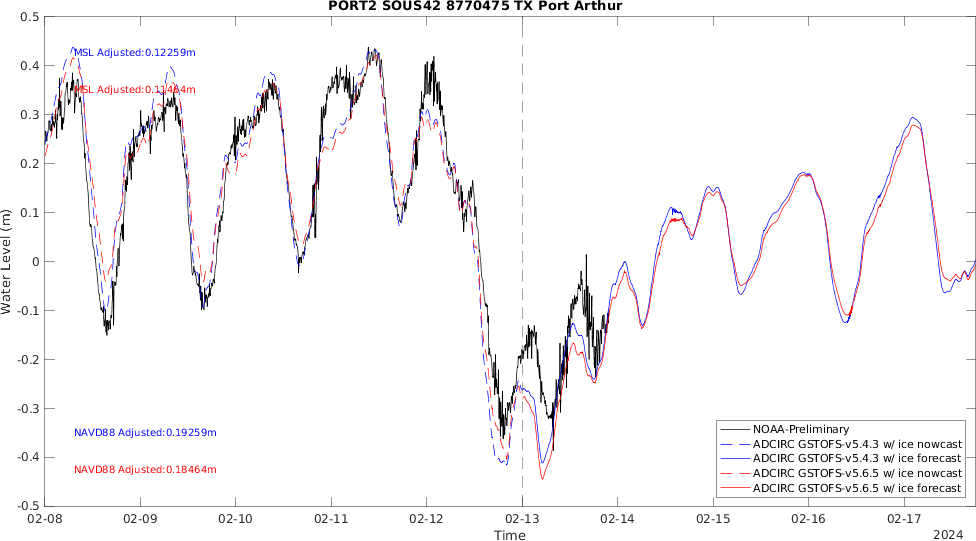 PORT2 SOUS42 8770475 TX Port Arthur
0.5
0.4
0.3
0.2
0.1
0
-0.1
-0.2
-0.3
-0.4
-0.5
Water Level (m)
MSL Adjusted:0.12259m
MSL Adjusted:0.11464m
NAVD88 Adjusted:0.19259m
NAVD88 Adjusted:0.18464m
NOAA-Preliminary
ADCIRC GSTOFS-v5.4.3 w/ ice nowcast
ADCIRC GSTOFS-v5.4.3 w/ ice forecast
ADCIRC GSTOFS-v5.6.5 w/ ice nowcast
ADCIRC GSTOFS-v5.6.5 w/ ice forecast
02-08 02-09 02-10 02-11 02-12 02-13 02-14 02-15 02-16 02-17
Time
2024